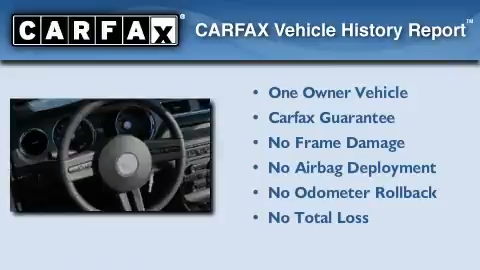 CARFAX® CARFAX Vehicle History Report™
• One Owner Vehicle
• Carfax Guarantee
• No Frame Damage
• No Airbag Deployment
• No Odometer Rollback
• No Total Loss